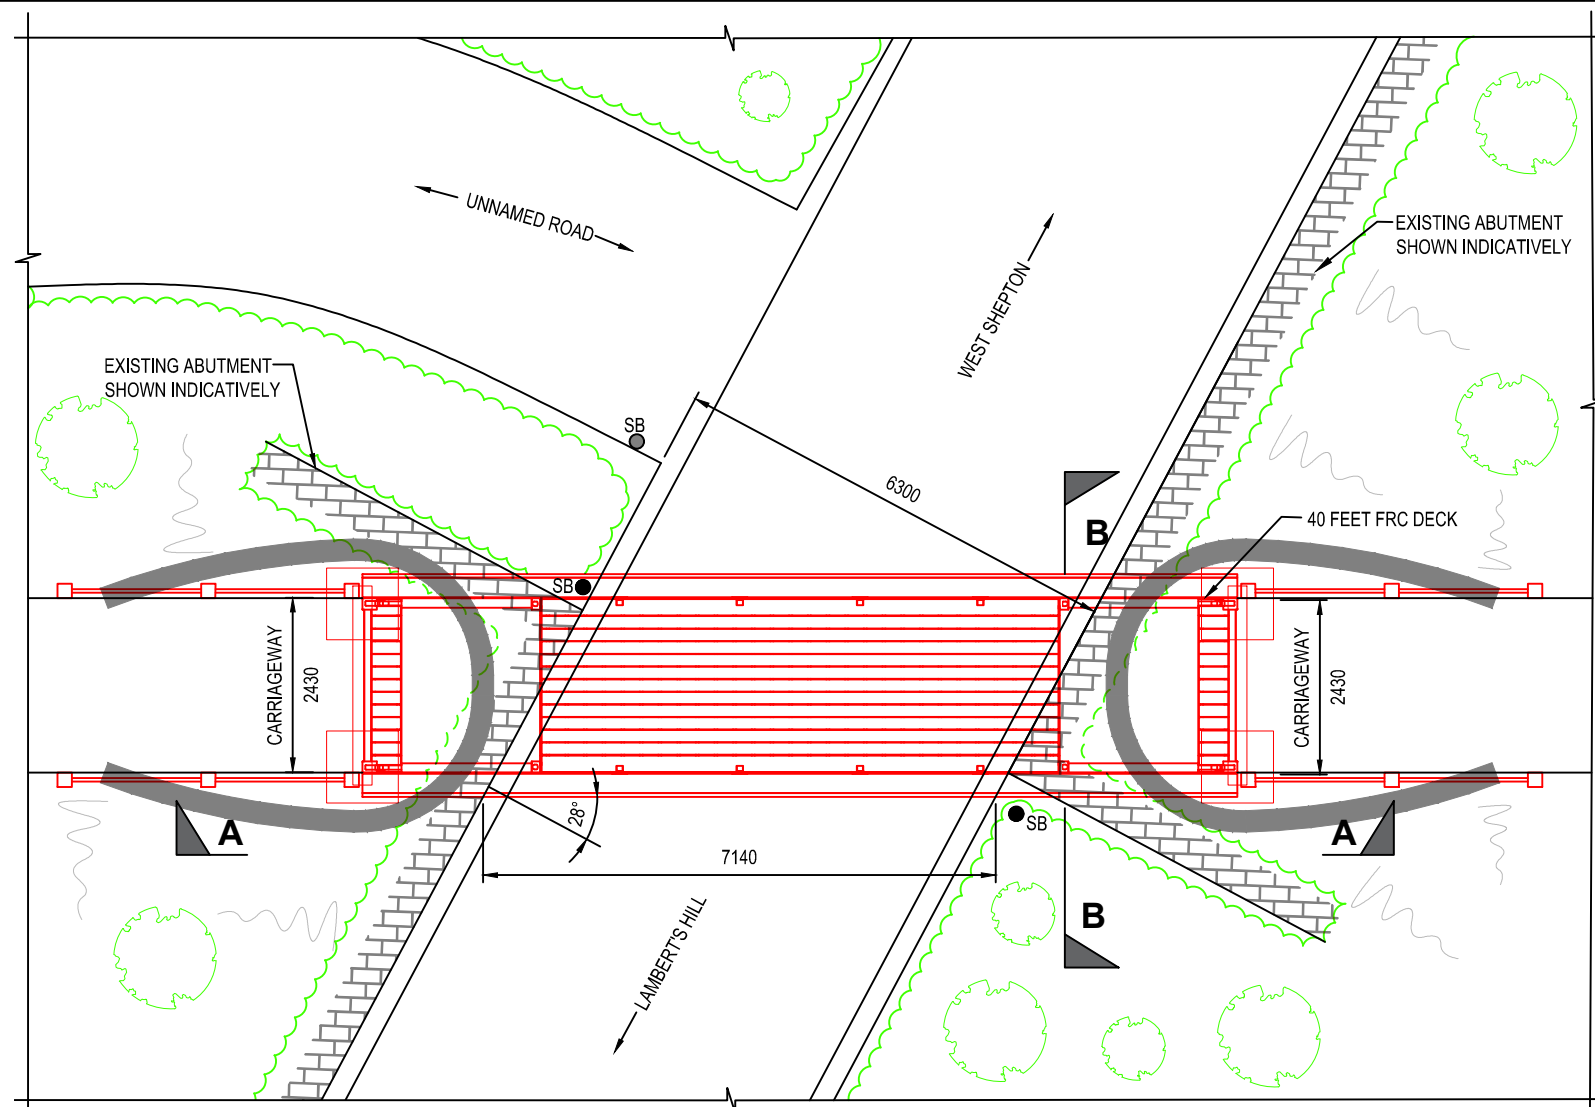 UNNAMED ROAD
WEST SHEPTON
EXISTING ABUTMENT
SHOWN INDICATIVELY
EXISTING ABUTMENT
SHOWN INDICATIVELY
SB
6300
B
40 FEET FRC DECK
SB
CARRIAGEWAY
2430
CARRIAGEWAY
2430
28°
A
SB
A
7140
B
LAMBERT'S HILL